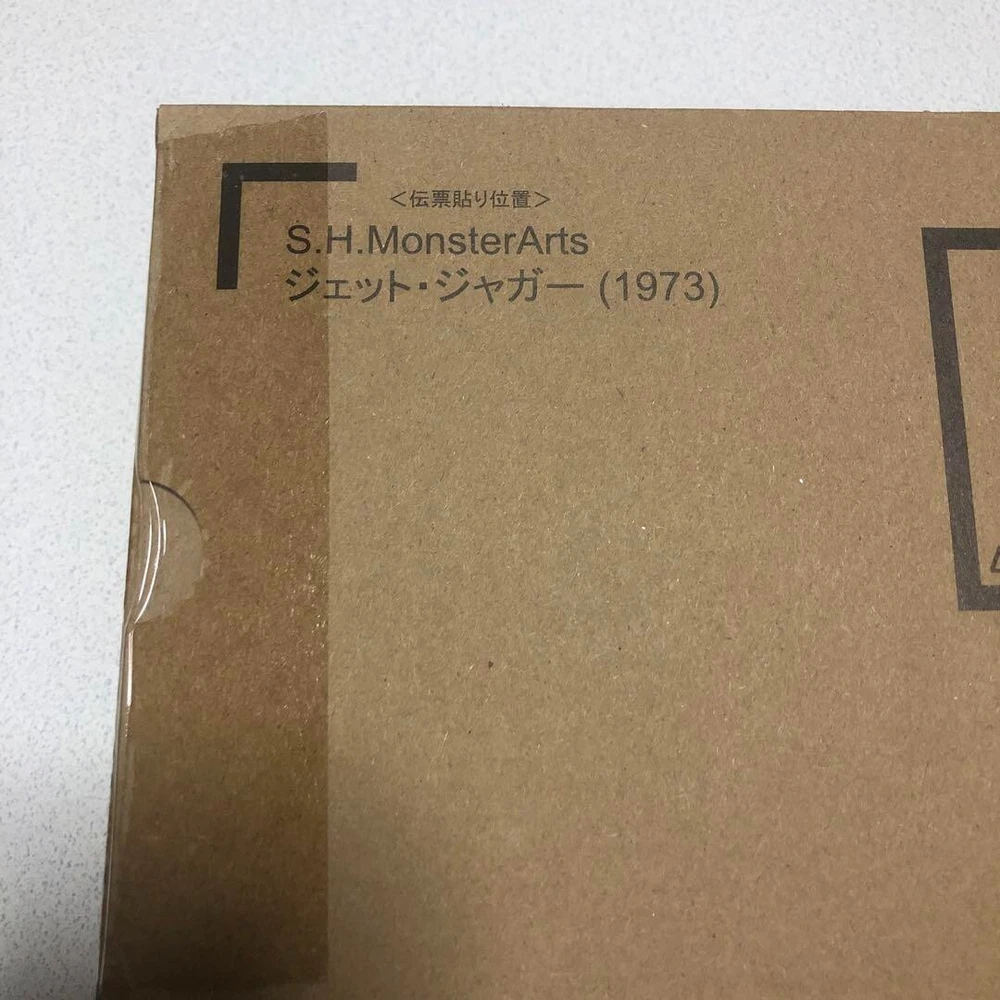 <伝票貼り位置>
S.H.MonsterArts
ジェット・ジャガー (1973)